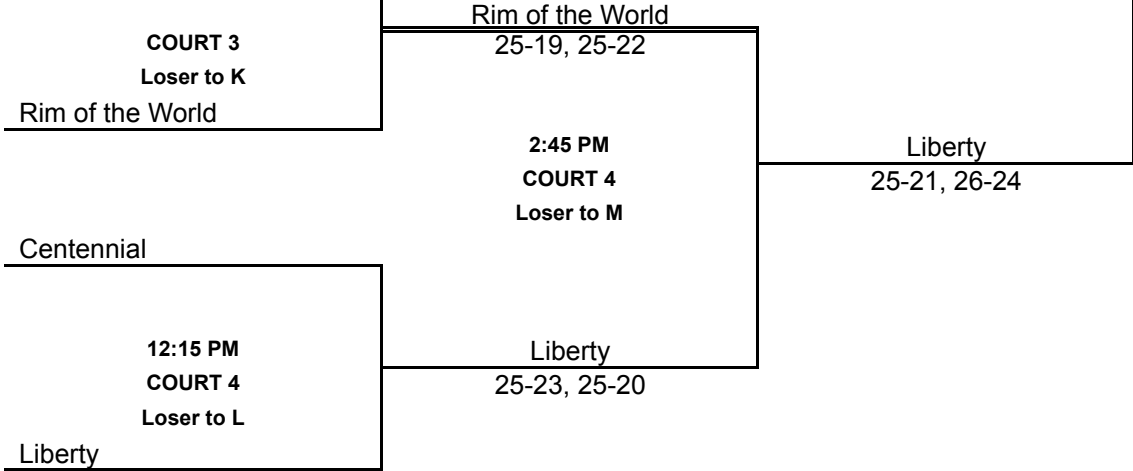 Rim of the World
25-19, 25-22
COURT 3
Loser to K
Rim of the World
2:45 PM
COURT 4
Loser to M
Liberty
25-21, 26-24
Centennial
12:15 PM
COURT 4
Loser to L
Liberty
25-23, 25-20
Liberty